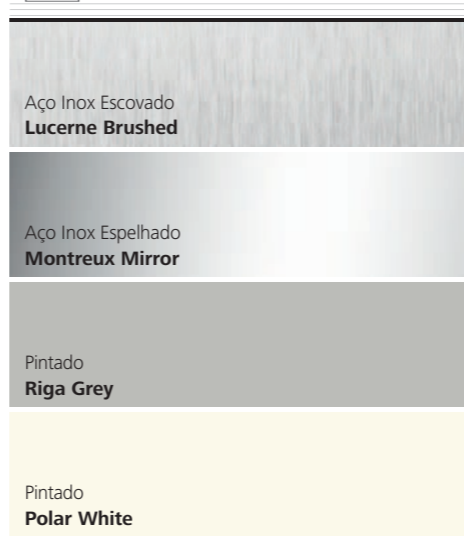 Aço Inox Escovado
Lucerne Brushed
Aço Inox Espelhado
Montreux Mirror
Pintado
Riga Grey
Pintado
Polar White